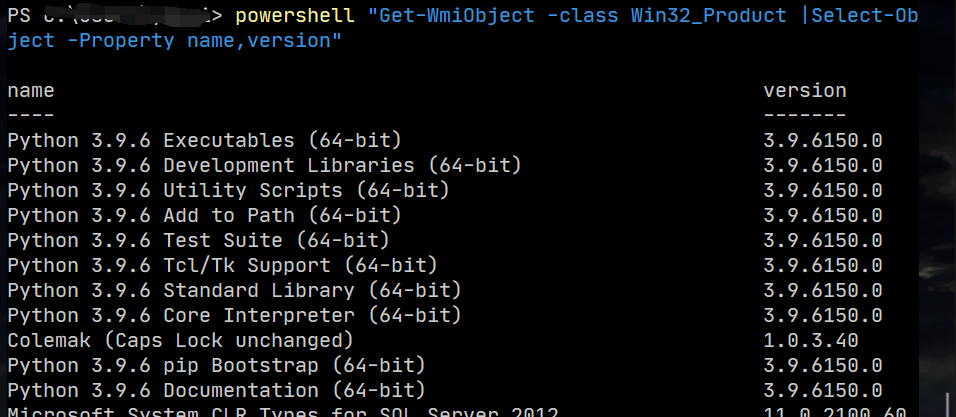 PS C:\Users\ > powershell "Get-WmiObject -class Win32_Product |Select-Ob
ject -Property name,version"
name version
---- -------
Python 3.9.6 Executables (64-bit) 3.9.6150.0
Python 3.9.6 Development Libraries (64-bit) 3.9.6150.0
Python 3.9.6 Utility Scripts (64-bit) 3.9.6150.0
Python 3.9.6 Add to Path (64-bit) 3.9.6150.0
Python 3.9.6 Test Suite (64-bit) 3.9.6150.0
Python 3.9.6 Tcl/Tk Support (64-bit) 3.9.6150.0
Python 3.9.6 Standard Library (64-bit) 3.9.6150.0
Python 3.9.6 Core Interpreter (64-bit) 3.9.6150.0
Colemak (Caps Lock unchanged) 1.0.3.40
Python 3.9.6 pip Bootstrap (64-bit) 3.9.6150.0
Python 3.9.6 Documentation (64-bit) 3.9.6150.0
Microsoft System CLR Types for SQL Server 2012 11.0.2100.60